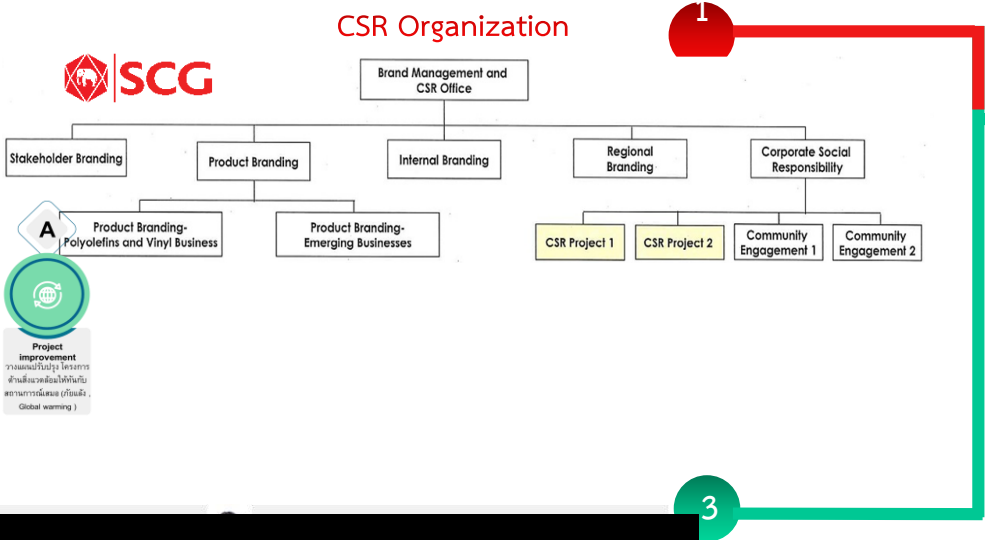 CSR Organization
1
SCG
Brand Management and
CSR Office
Stakeholder Branding
Product Branding
Internal Branding
Regional
Branding
Corporate Social
Responsibility
A
Product Branding-
Polyolefins and Vinyl Business
Product Branding-
Emerging Businesses
CSR Project 1
CSR Project 2
Community
Engagement 1
Community
Engagement 2
Project
improvement
วางแผนปรับปรุง โครงการ
ด้านสิ่งแวดล้อมให้ทันกับ
สถานการณ์เสมอ (ภัยแล้ง ,
Global warming )
3